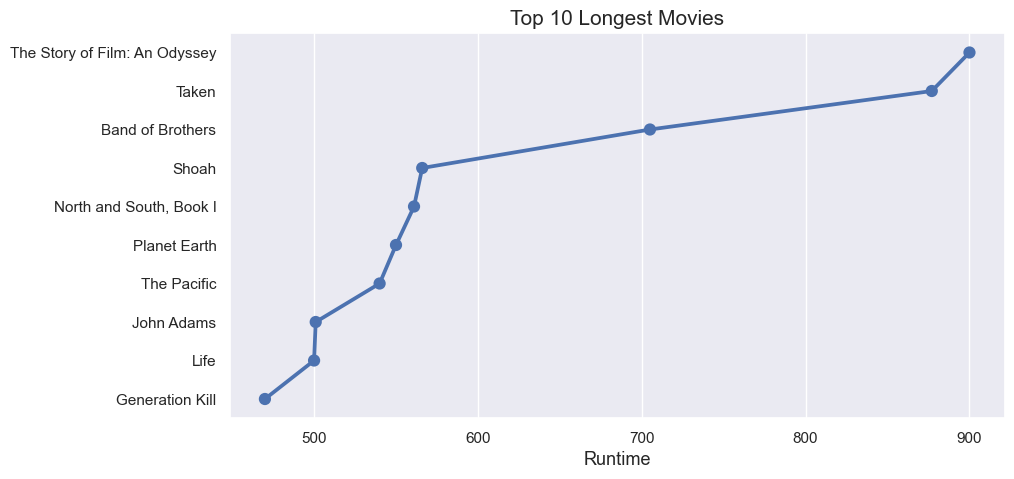 Top 10 Longest Movies
The Story of Film: An Odyssey
Taken
Band of Brothers
Shoah
North and South, Book I
Planet Earth
The Pacific
John Adams
Life
Generation Kill
500 600 700 800 900
Runtime